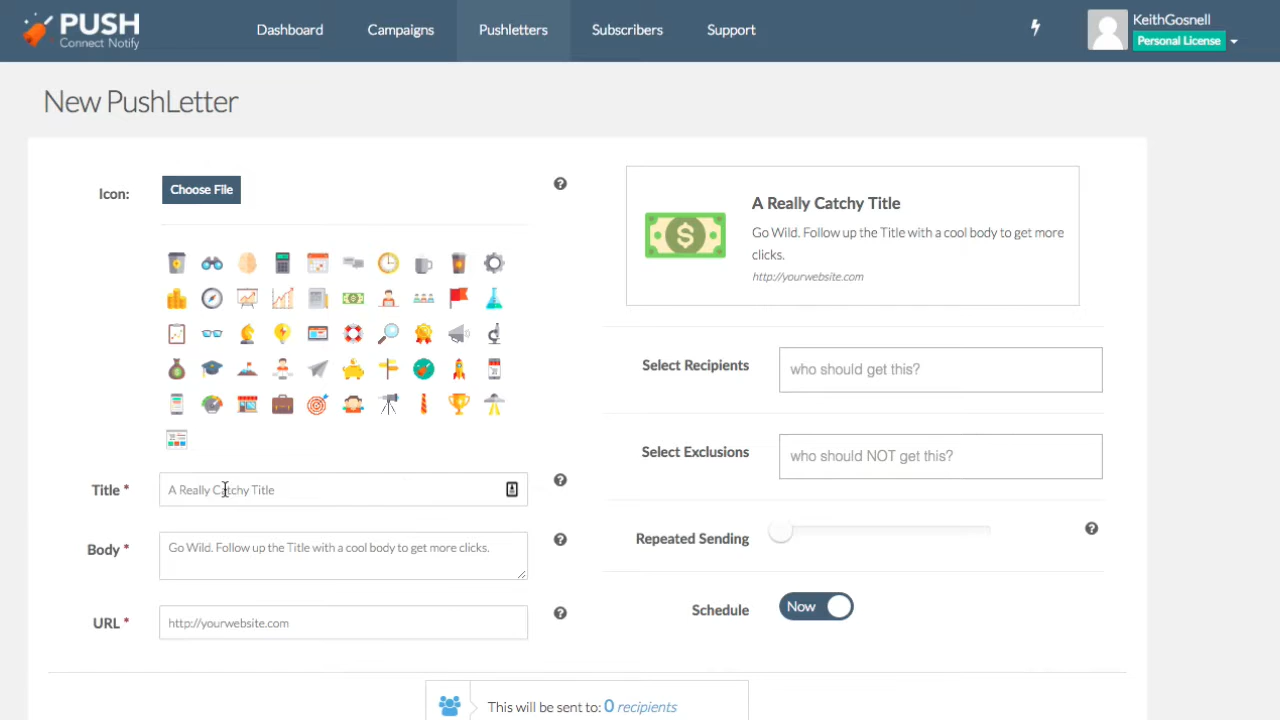 PUSH
Connect Notify
Dashboard
Campaigns
Pushletters
Subscribers
Support
KeithGosnell
Personal License
New PushLetter
Icon:
Choose File
A Really Catchy Title
Go Wild. Follow up the Title with a cool body to get more
clicks.
http://yourwebsite.com
Select Recipients
who should get this?
Select Exclusions
who should NOT get this?
Title *
A Really Catchy Title
Body *
Go Wild. Follow up the Title with a cool body to get more clicks.
Repeated Sending
URL *
http://yourwebsite.com
Schedule
Now
This will be sent to: 0 recipients